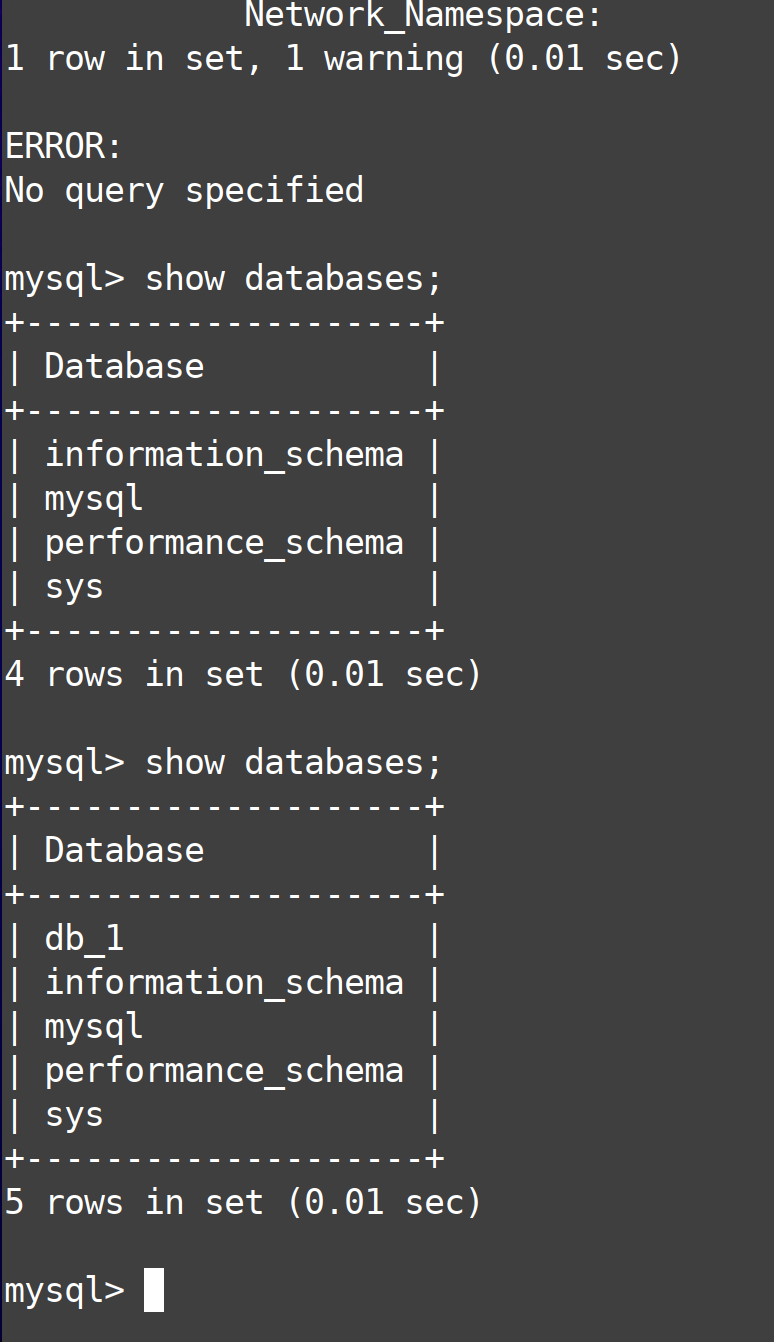 Network_Namespace:
1 row in set, 1 warning (0.01 sec)
ERROR:
No query specified
mysql> show databases;
+--------------------+
| Database           |
+--------------------+
| information_schema |
| mysql              |
| performance_schema |
| sys                |
+--------------------+
4 rows in set (0.01 sec)
mysql> show databases;
+--------------------+
| Database           |
+--------------------+
| db_1               |
| information_schema |
| mysql              |
| performance_schema |
| sys                |
+--------------------+
5 rows in set (0.01 sec)
mysql>